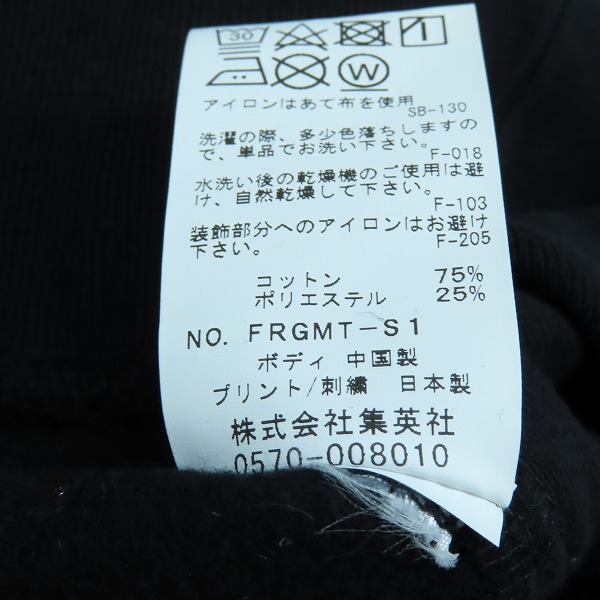 30
W
アイロンはあて布を使用
SB-130
洗濯の際、多少色落ちしますの
で、単品でお洗い下さい。
F-018
水洗い後の乾燥機のご使用は避
け、自然乾燥して下さい。
F-103
装飾部分へのアイロンはお避け
下さい。
F-205
コットン 75%
ポリエステル 25%
NO. FRGMT-S1
ボディ 中国製
プリント/刺繍 日本製
株式会社集英社
0570-008010